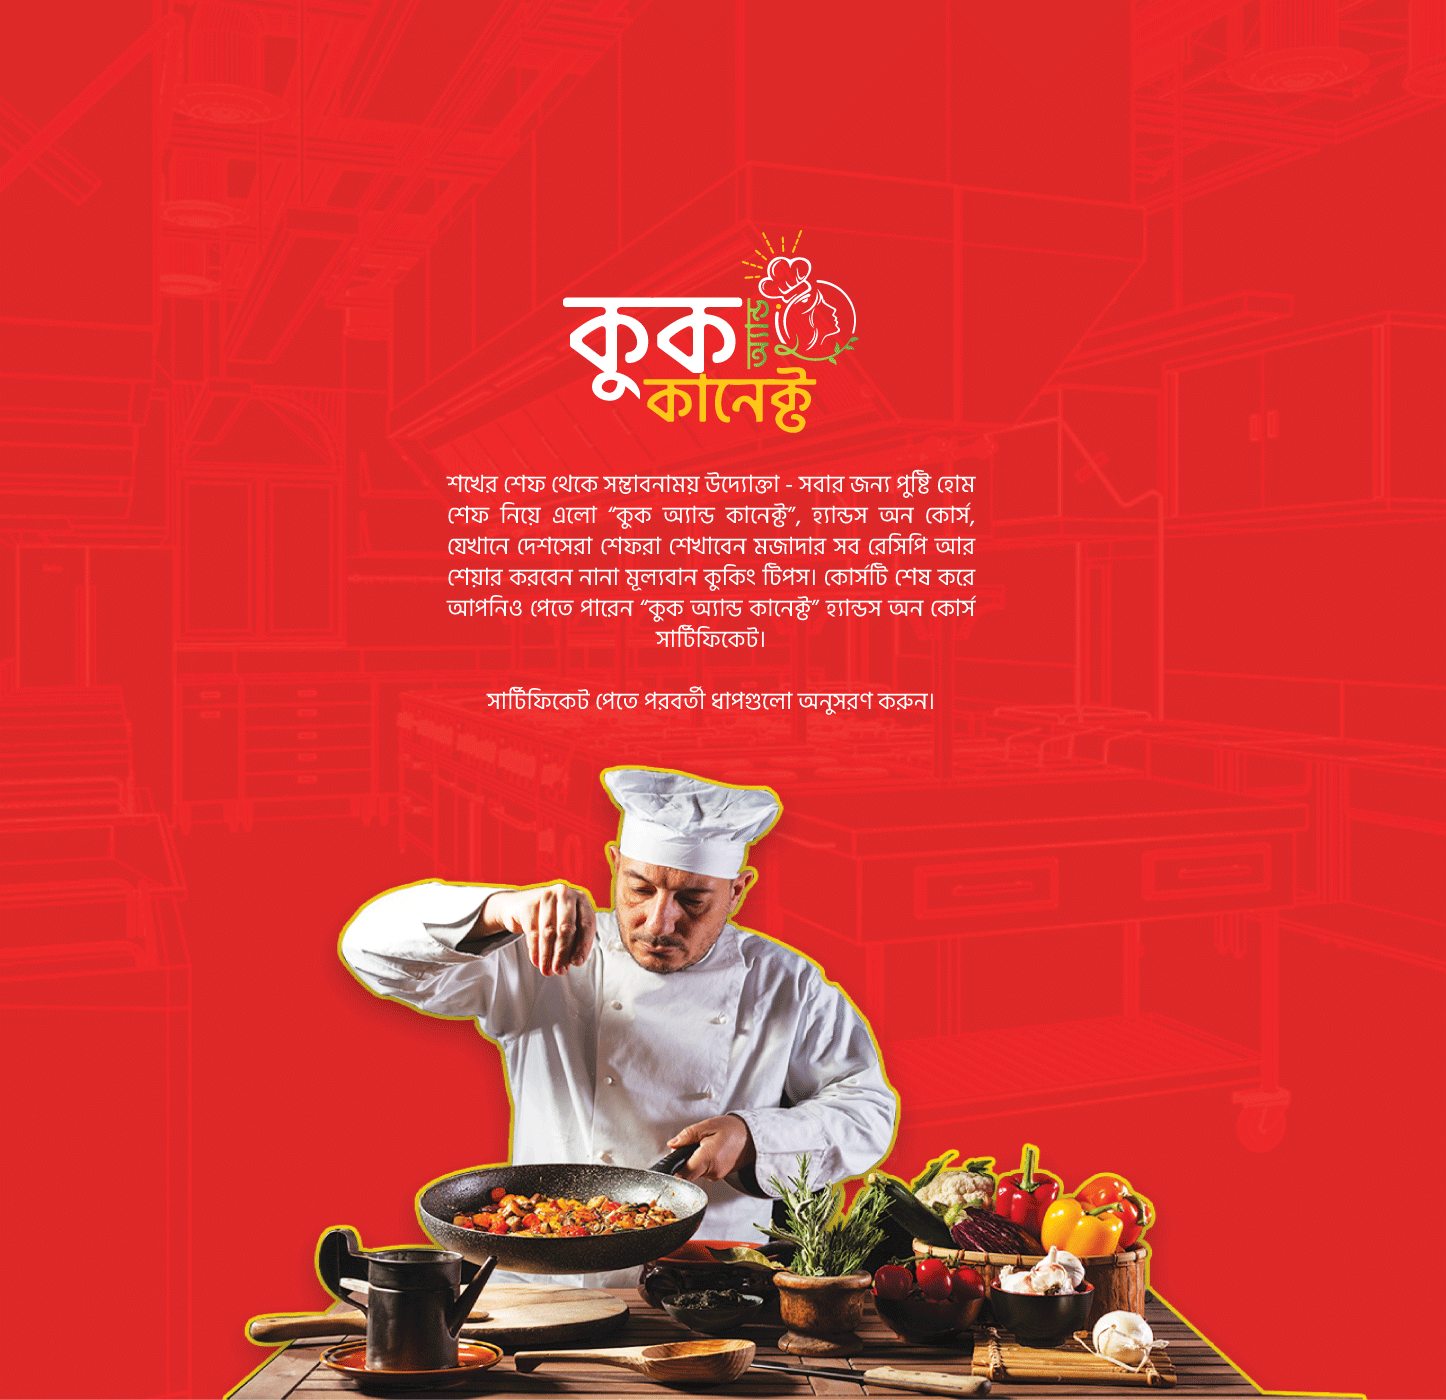 কুক অ্যান্ড
কানেক্ট
শখের শেফ থেকে সম্ভাবনাময় উদ্যোক্তা - সবার জন্য পুষ্টি হোম
শেফ নিয়ে এলো “কুক অ্যান্ড কানেক্ট”, হ্যান্ডস অন কোর্স,
যেখানে দেশসেরা শেফরা শেখাবেন মজাদার সব রেসিপি আর
শেয়ার করবেন নানা মূল্যবান কুকিং টিপস। কোর্সটি শেষ করে
আপনিও পেতে পারেন “কুক অ্যান্ড কানেক্ট” হ্যান্ডস অন কোর্স
সার্টিফিকেট।
সার্টিফিকেট পেতে পরবর্তী ধাপগুলো অনুসরণ করুন।